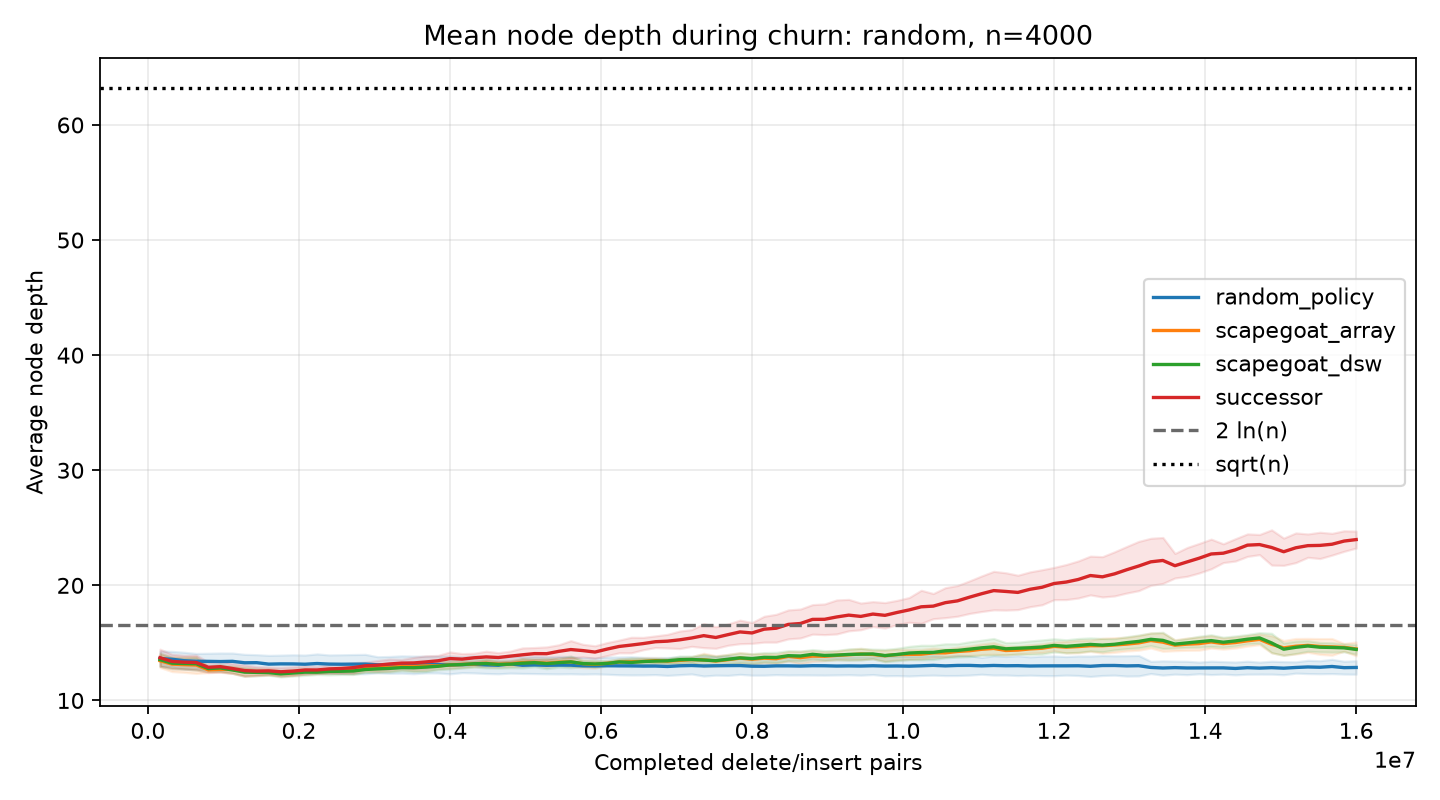 Mean node depth during churn: random, n=4000
Average node depth
60
50
40
30
20
10
random_policy
scapegoat_array
scapegoat_dsw
successor
2 ln(n)
sqrt(n)
0.0 0.2 0.4 0.6 0.8 1.0 1.2 1.4 1.6
1e7
Completed delete/insert pairs